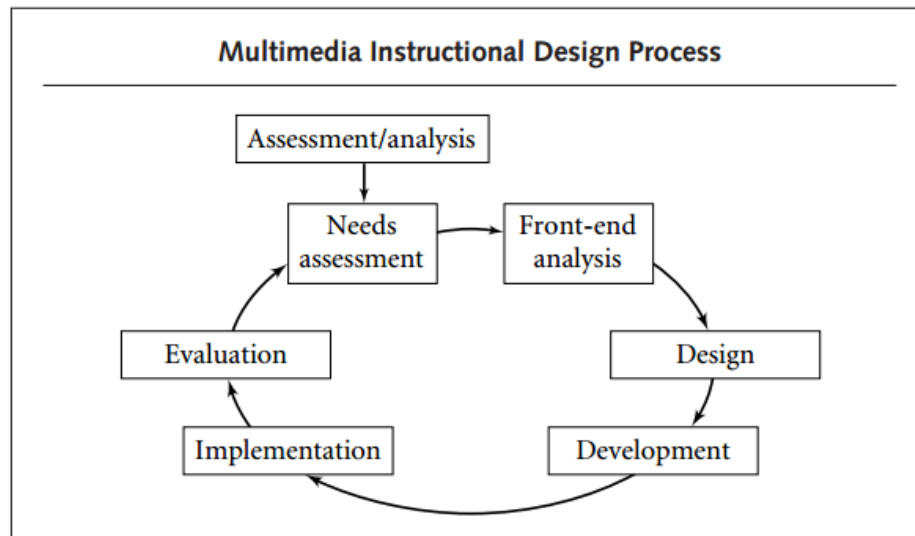 Multimedia Instructional Design Process
Assessment/analysis
Needs
assessment
Front-end
analysis
Evaluation
Design
Implementation
Development